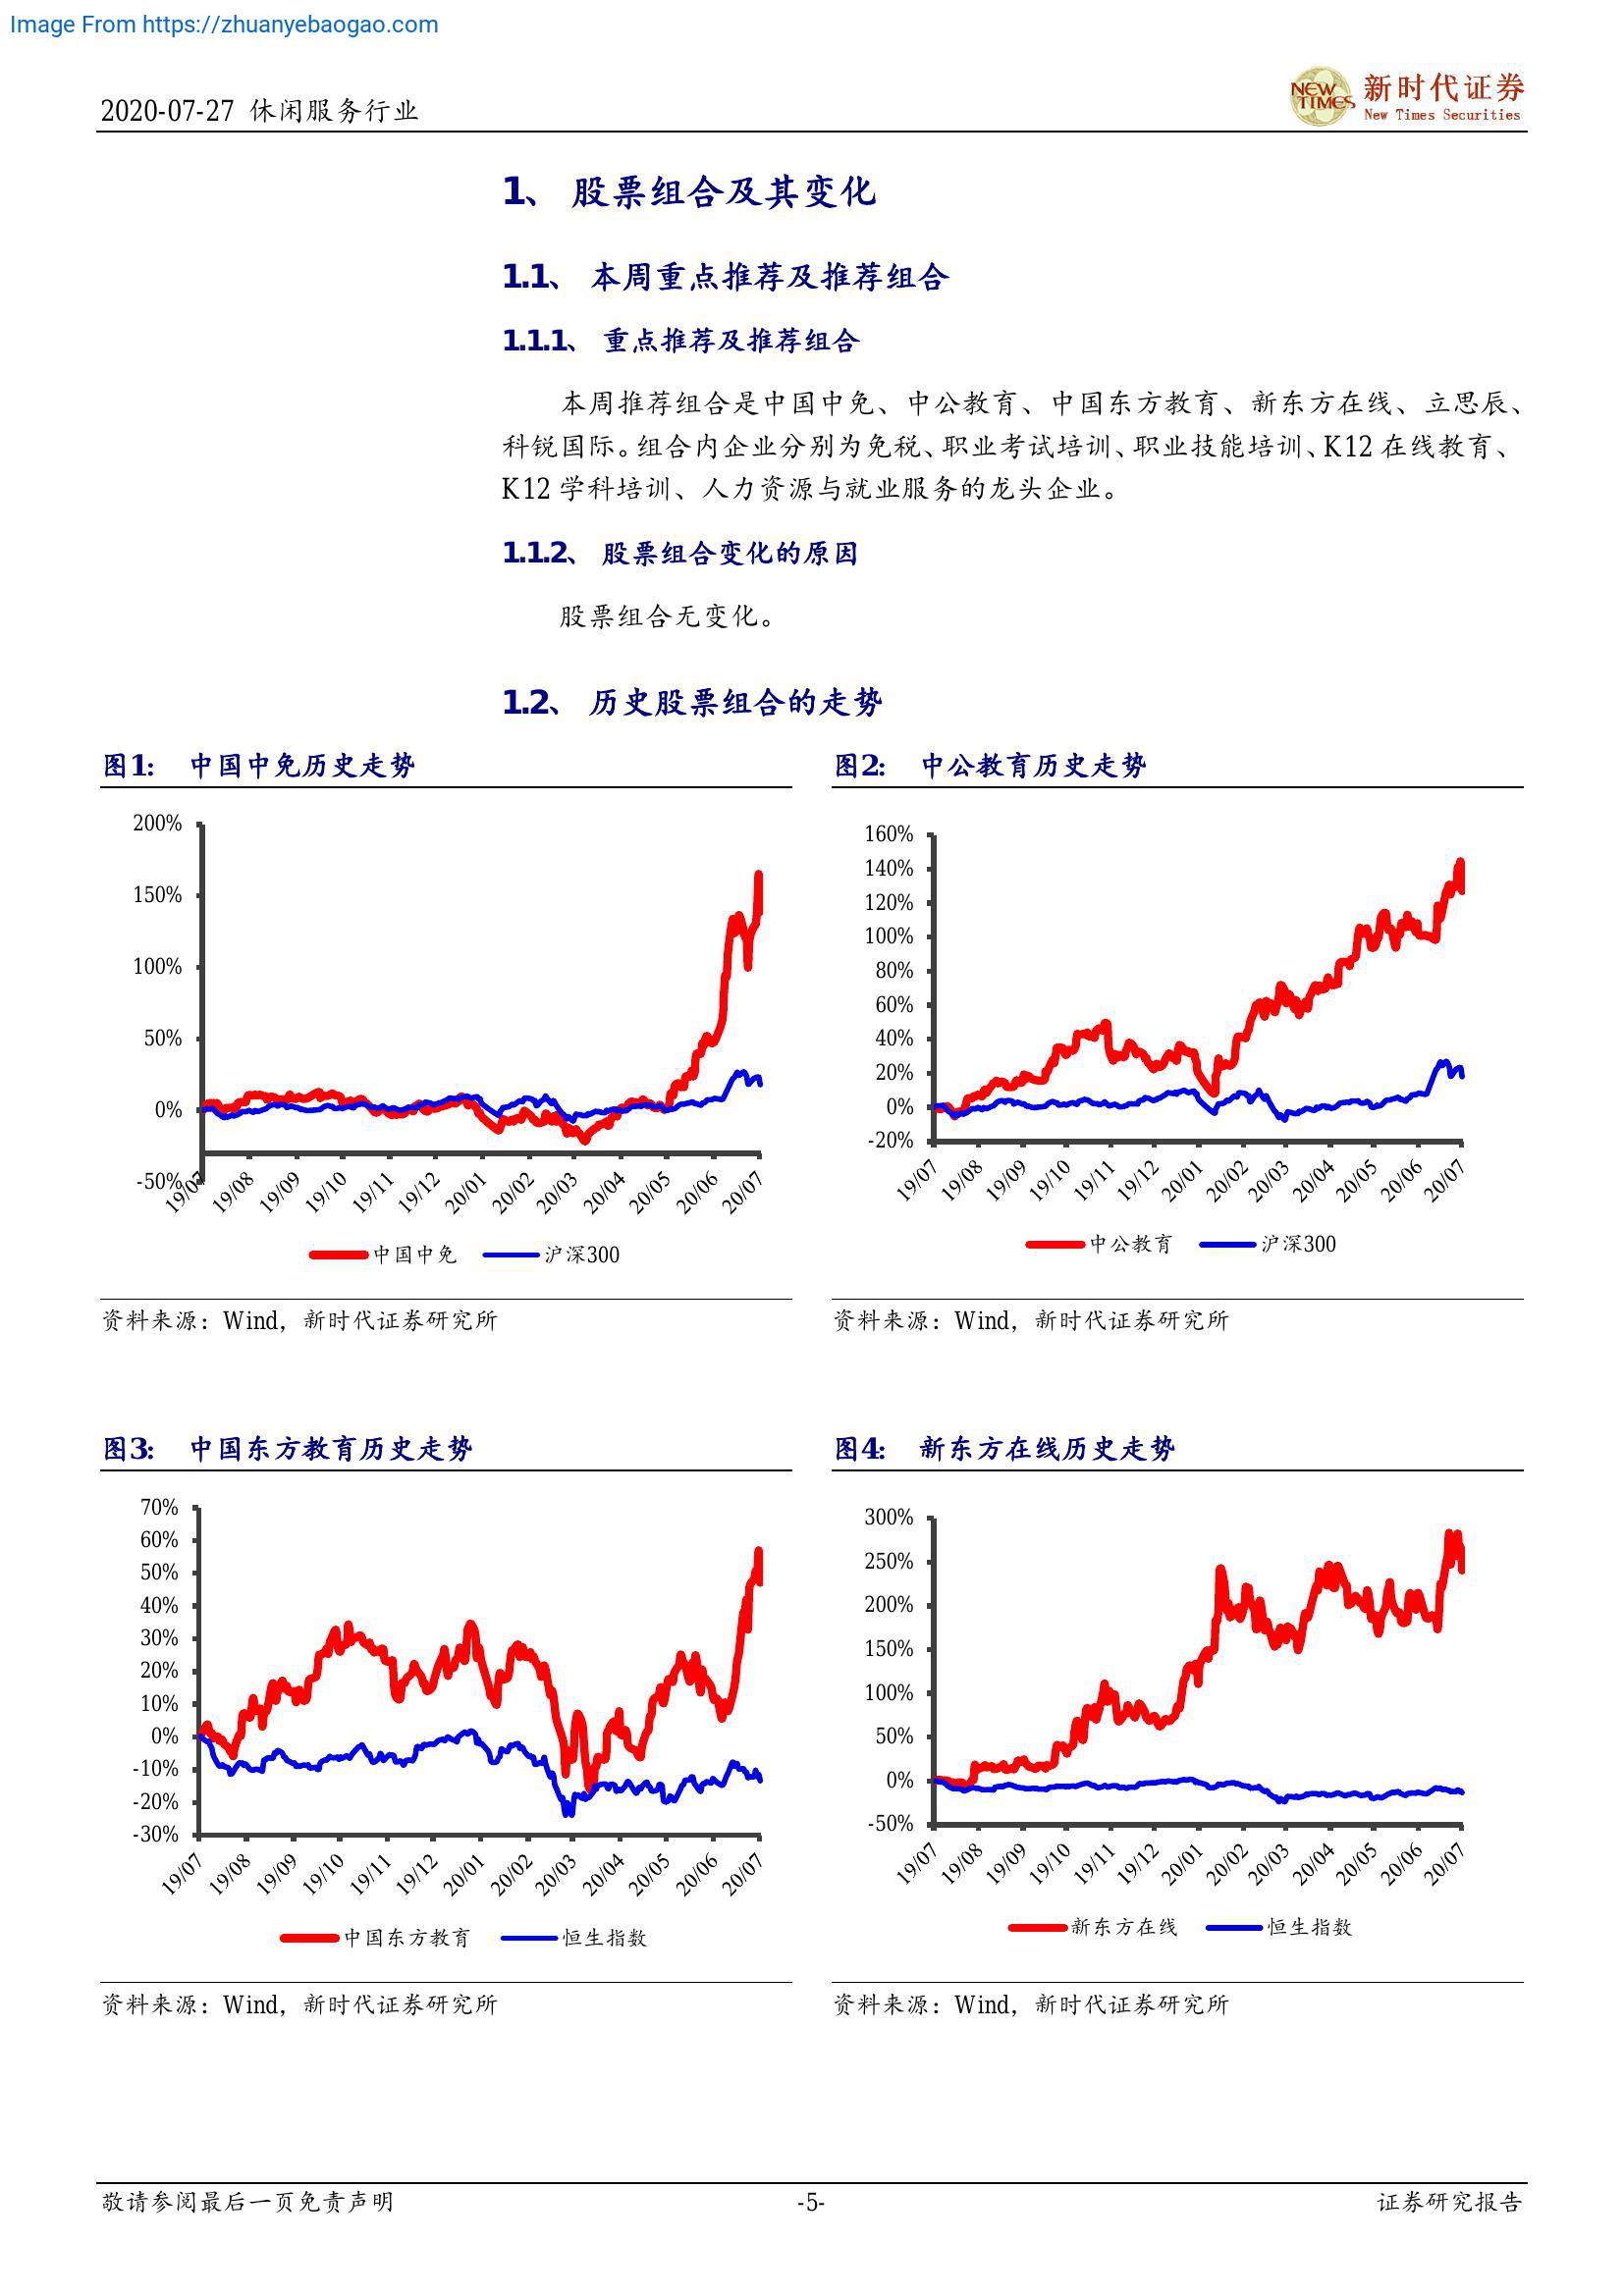 Image From https://zhuanyebaogao.com
2020-07-27 休闲服务行业
NEW TIMES
新时代证券
New Times Securities
1、 股票组合及其变化
1.1、 本周重点推荐及推荐组合
1.1.1、 重点推荐及推荐组合
本周推荐组合是中国中免、中公教育、中国东方教育、新东方在线、立思辰、
科锐国际。组合内企业分别为免税、职业考试培训、职业技能培训、K12 在线教育、
K12 学科培训、人力资源与就业服务的龙头企业。
1.1.2、 股票组合变化的原因
股票组合无变化。
1.2、 历史股票组合的走势
图1: 中国中免历史走势
200%
150%
100%
50%
0%
-50%
19/07 19/08 19/09 19/10 19/11 19/12 20/01 20/02 20/03 20/04 20/05 20/06 20/07
中国中免 沪深300
资料来源：Wind，新时代证券研究所
图2: 中公教育历史走势
160%
140%
120%
100%
80%
60%
40%
20%
0%
-20%
19/07 19/08 19/09 19/10 19/11 19/12 20/01 20/02 20/03 20/04 20/05 20/06 20/07
中公教育 沪深300
资料来源：Wind，新时代证券研究所
图3: 中国东方教育历史走势
70%
60%
50%
40%
30%
20%
10%
0%
-10%
-20%
-30%
19/07 19/08 19/09 19/10 19/11 19/12 20/01 20/02 20/03 20/04 20/05 20/06 20/07
中国东方教育 恒生指数
资料来源：Wind，新时代证券研究所
图4: 新东方在线历史走势
300%
250%
200%
150%
100%
50%
0%
-50%
19/07 19/08 19/09 19/10 19/11 19/12 20/01 20/02 20/03 20/04 20/05 20/06 20/07
新东方在线 恒生指数
资料来源：Wind，新时代证券研究所
敬请参阅最后一页免责声明 -5- 证券研究报告